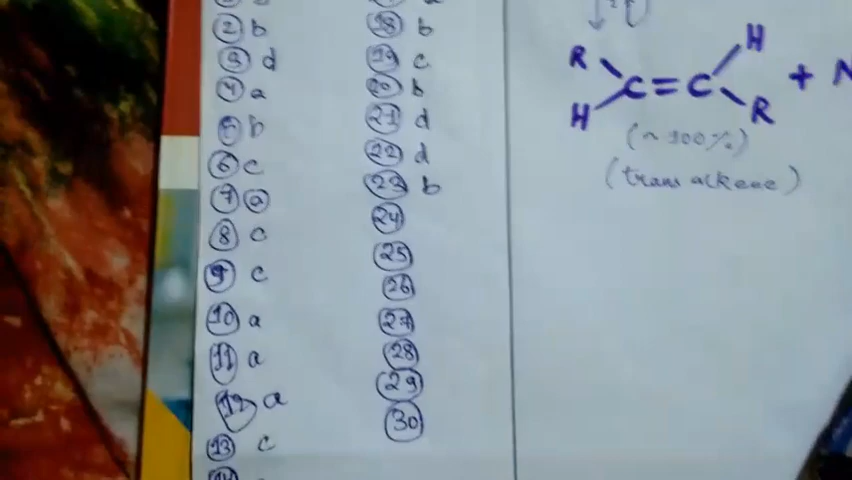 ② b
③ d
④ a
⑤ b
⑥ c
⑦ ⓐ
⑧ c
⑨ c
⑩ a
⑪ a
⑫ a
⑬ c
⑱ b
⑲ c
⑳ b
㉑ d
㉒ d
㉓ b
㉔
㉕
㉖
㉗
㉘
㉙
㉚
R H
C=C +
H R
(~100%)
(trans alkene)